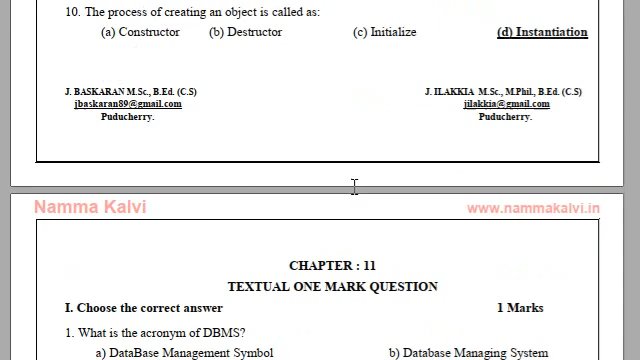 10. The process of creating an object is called as:
(a) Constructor (b) Destructor (c) Initialize (d) Instantiation
J. BASKARAN M.Sc., B.Ed. (C.S) J. ILAKKIA M.Sc., M.Phil., B.Ed. (C.S)
jbaskaran89@gmail.com jilakkia@gmail.com
Puducherry. Puducherry.
Namma Kalvi www.nammakalvi.in
CHAPTER : 11
TEXTUAL ONE MARK QUESTION
I. Choose the correct answer 1 Marks
1. What is the acronym of DBMS?
a) DataBase Management Symbol b) Database Managing System